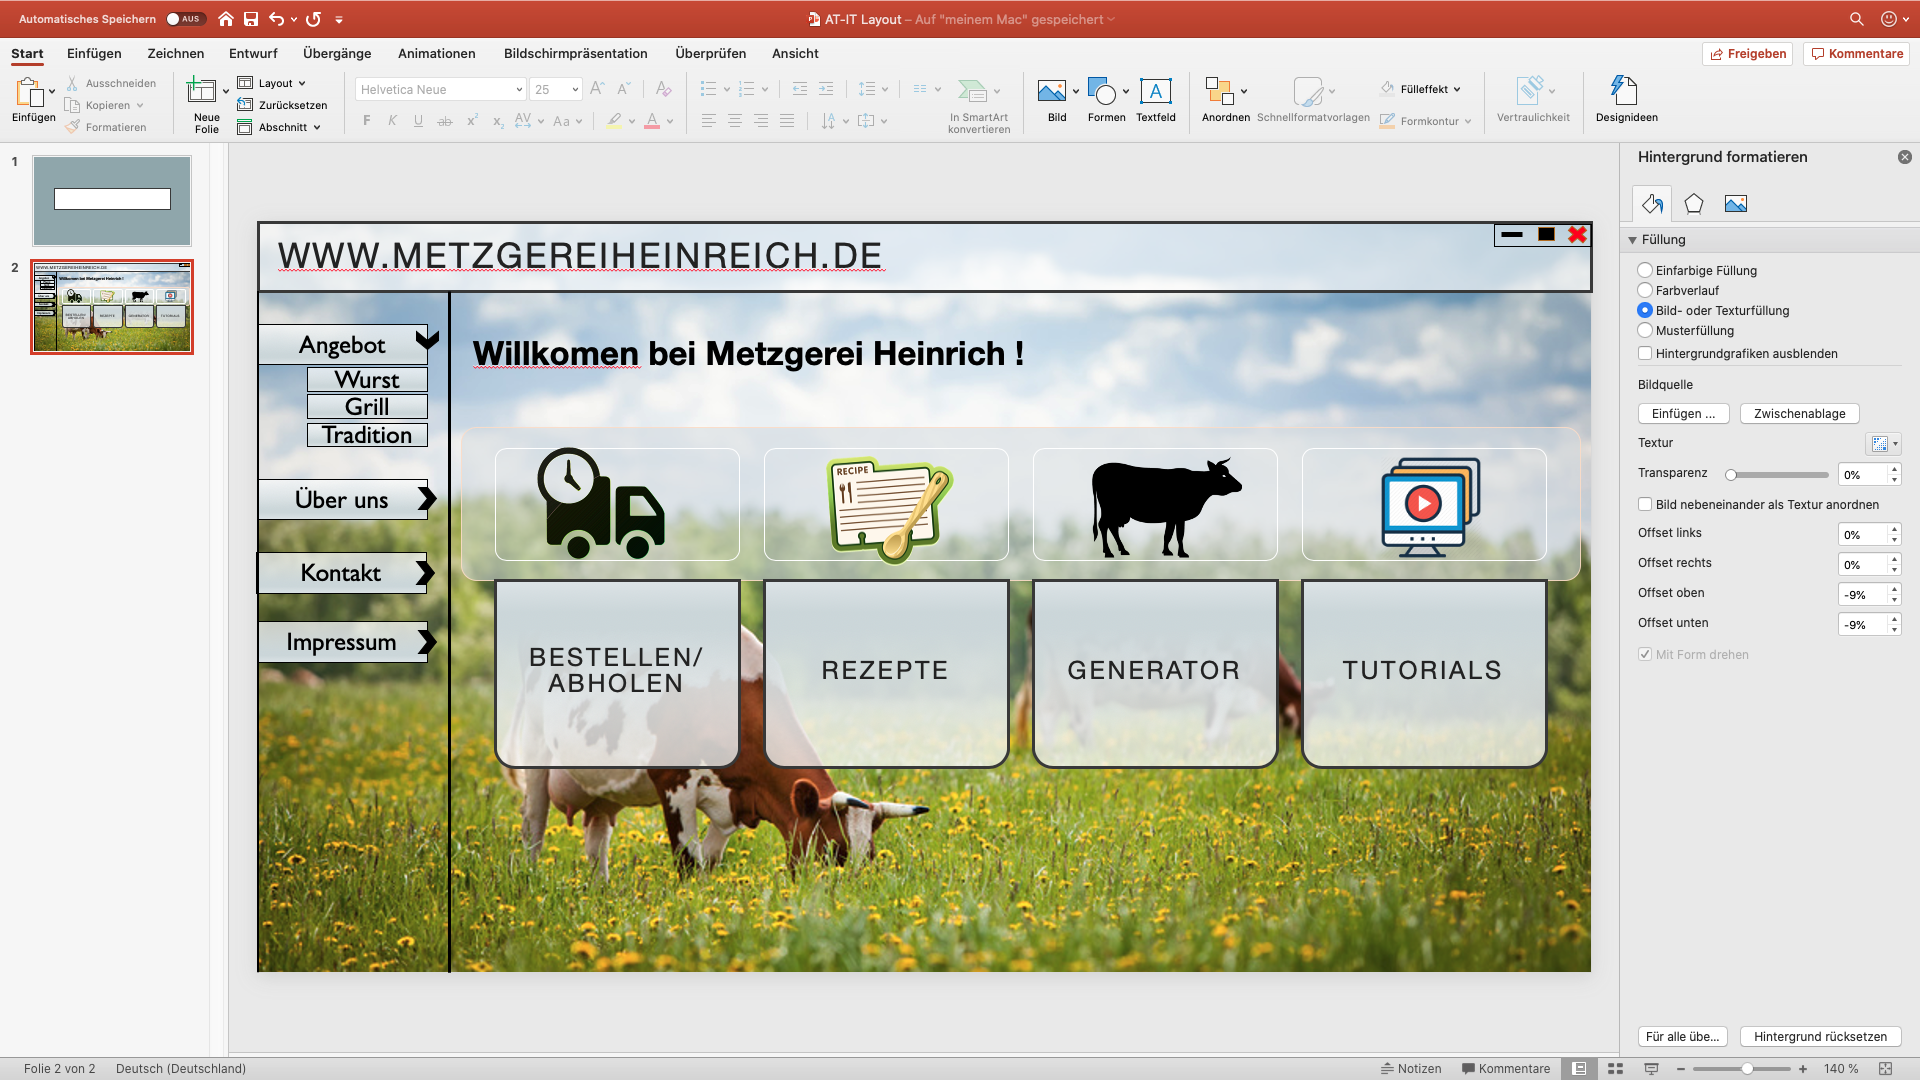 Automatisches Speichern AUS
AT-IT Layout – Auf "meinem Mac" gespeichert
Start Einfügen Zeichnen Entwurf Übergänge Animationen Bildschirmpräsentation Überprüfen Ansicht
Freigeben Kommentare
Einfügen
Ausschneiden
Kopieren
Formatieren
Neue Folie
Layout
Zurücksetzen
Abschnitt
Helvetica Neue 25
F K U ab x² x₂ AV Aa A
In SmartArt konvertieren
Bild Formen Textfeld
Anordnen Schnellformatvorlagen
Fülleffekt
Formkontur
Vertraulichkeit
Designideen
1
2
WWW.METZGEREIHEINREICH.DE
Angebot
Wurst
Grill
Tradition
Über uns
Kontakt
Impressum
Willkomen bei Metzgerei Heinrich !
RECIPE
BESTELLEN/
ABHOLEN
REZEPTE
GENERATOR
TUTORIALS
Hintergrund formatieren
Füllung
Einfarbige Füllung
Farbverlauf
Bild- oder Texturfüllung
Musterfüllung
Hintergrundgrafiken ausblenden
Bildquelle
Einfügen ... Zwischenablage
Textur
Transparenz 0%
Bild nebeneinander als Textur anordnen
Offset links 0%
Offset rechts 0%
Offset oben -9%
Offset unten -9%
Mit Form drehen
Für alle übe... Hintergrund rücksetzen
Folie 2 von 2 Deutsch (Deutschland)
Notizen Kommentare 140 %